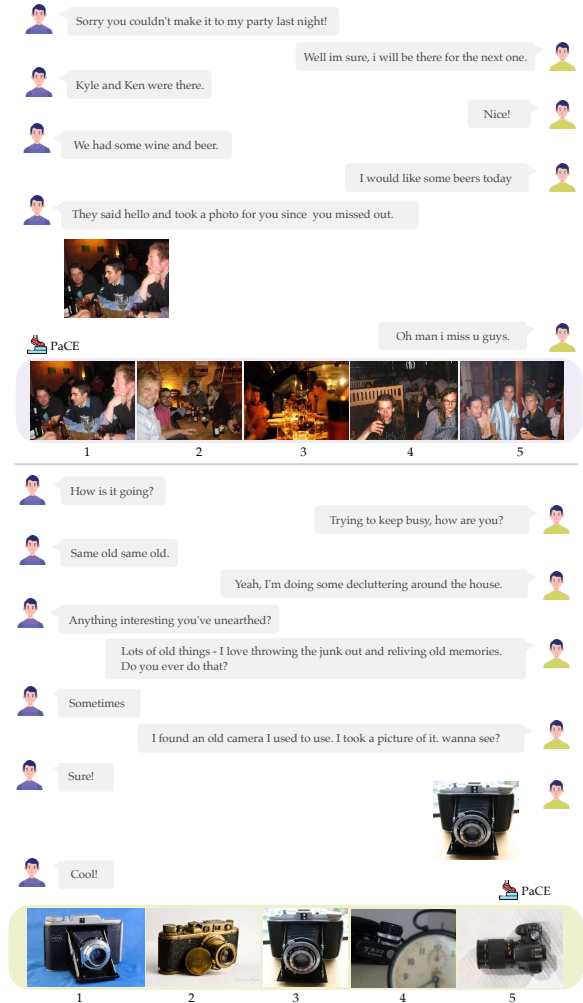 Sorry you couldn't make it to my party last night!
Well im sure, i will be there for the next one.
Kyle and Ken were there.
Nice!
We had some wine and beer.
I would like some beers today
They said hello and took a photo for you since you missed out.
Oh man i miss u guys.
PaCE
1 2 3 4 5
How is it going?
Trying to keep busy, how are you?
Same old same old.
Yeah, I'm doing some decluttering around the house.
Anything interesting you've unearthed?
Lots of old things - I love throwing the junk out and reliving old memories.
Do you ever do that?
Sometimes
I found an old camera I used to use. I took a picture of it. wanna see?
Sure!
Cool!
PaCE
1 2 3 4 5